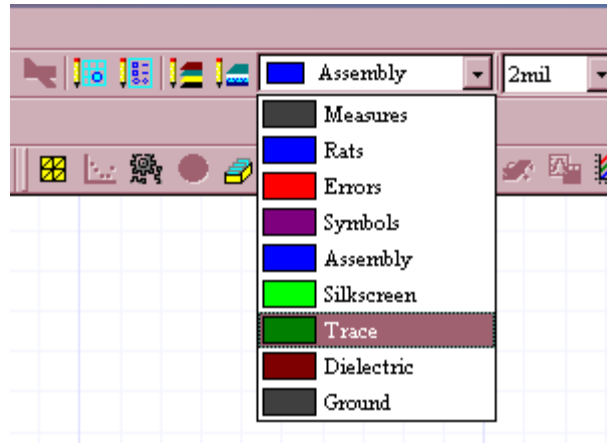 Assembly 2mil
Measures
Rats
Errors
Symbols
Assembly
Silkscreen
Trace
Dielectric
Ground